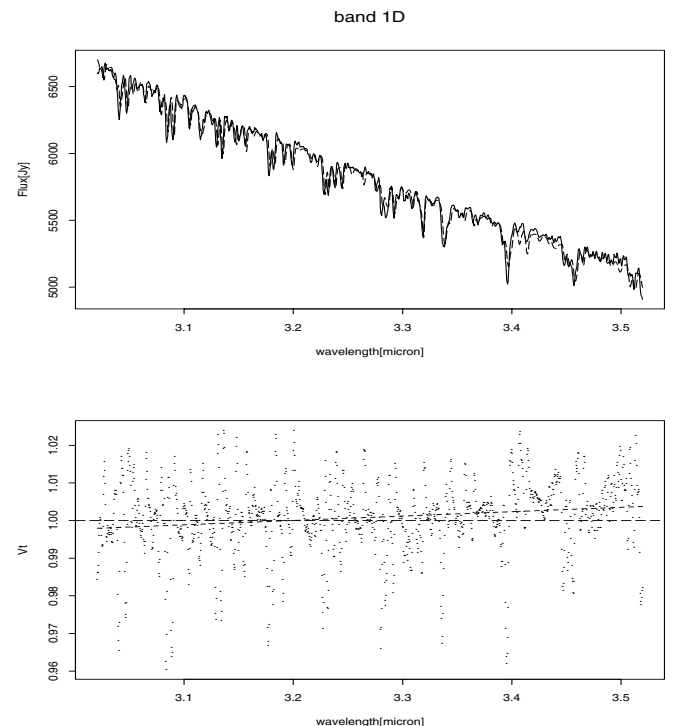 band 1D
Flux[Jy]
6500
6000
5500
5000
3.1 3.2 3.3 3.4 3.5
wavelength[micron]
Vt
1.02
1.01
1.00
0.99
0.98
0.97
0.96
3.1 3.2 3.3 3.4 3.5
wavelength[micron]